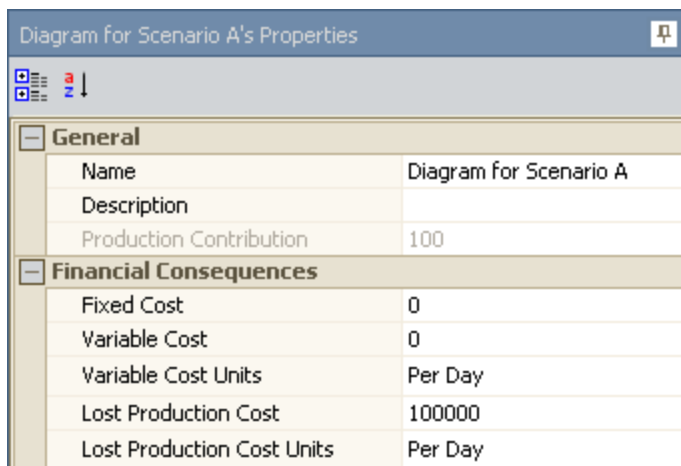 Diagram for Scenario A's Properties
a
z
General
Name Diagram for Scenario A
Description
Production Contribution 100
Financial Consequences
Fixed Cost 0
Variable Cost 0
Variable Cost Units Per Day
Lost Production Cost 100000
Lost Production Cost Units Per Day